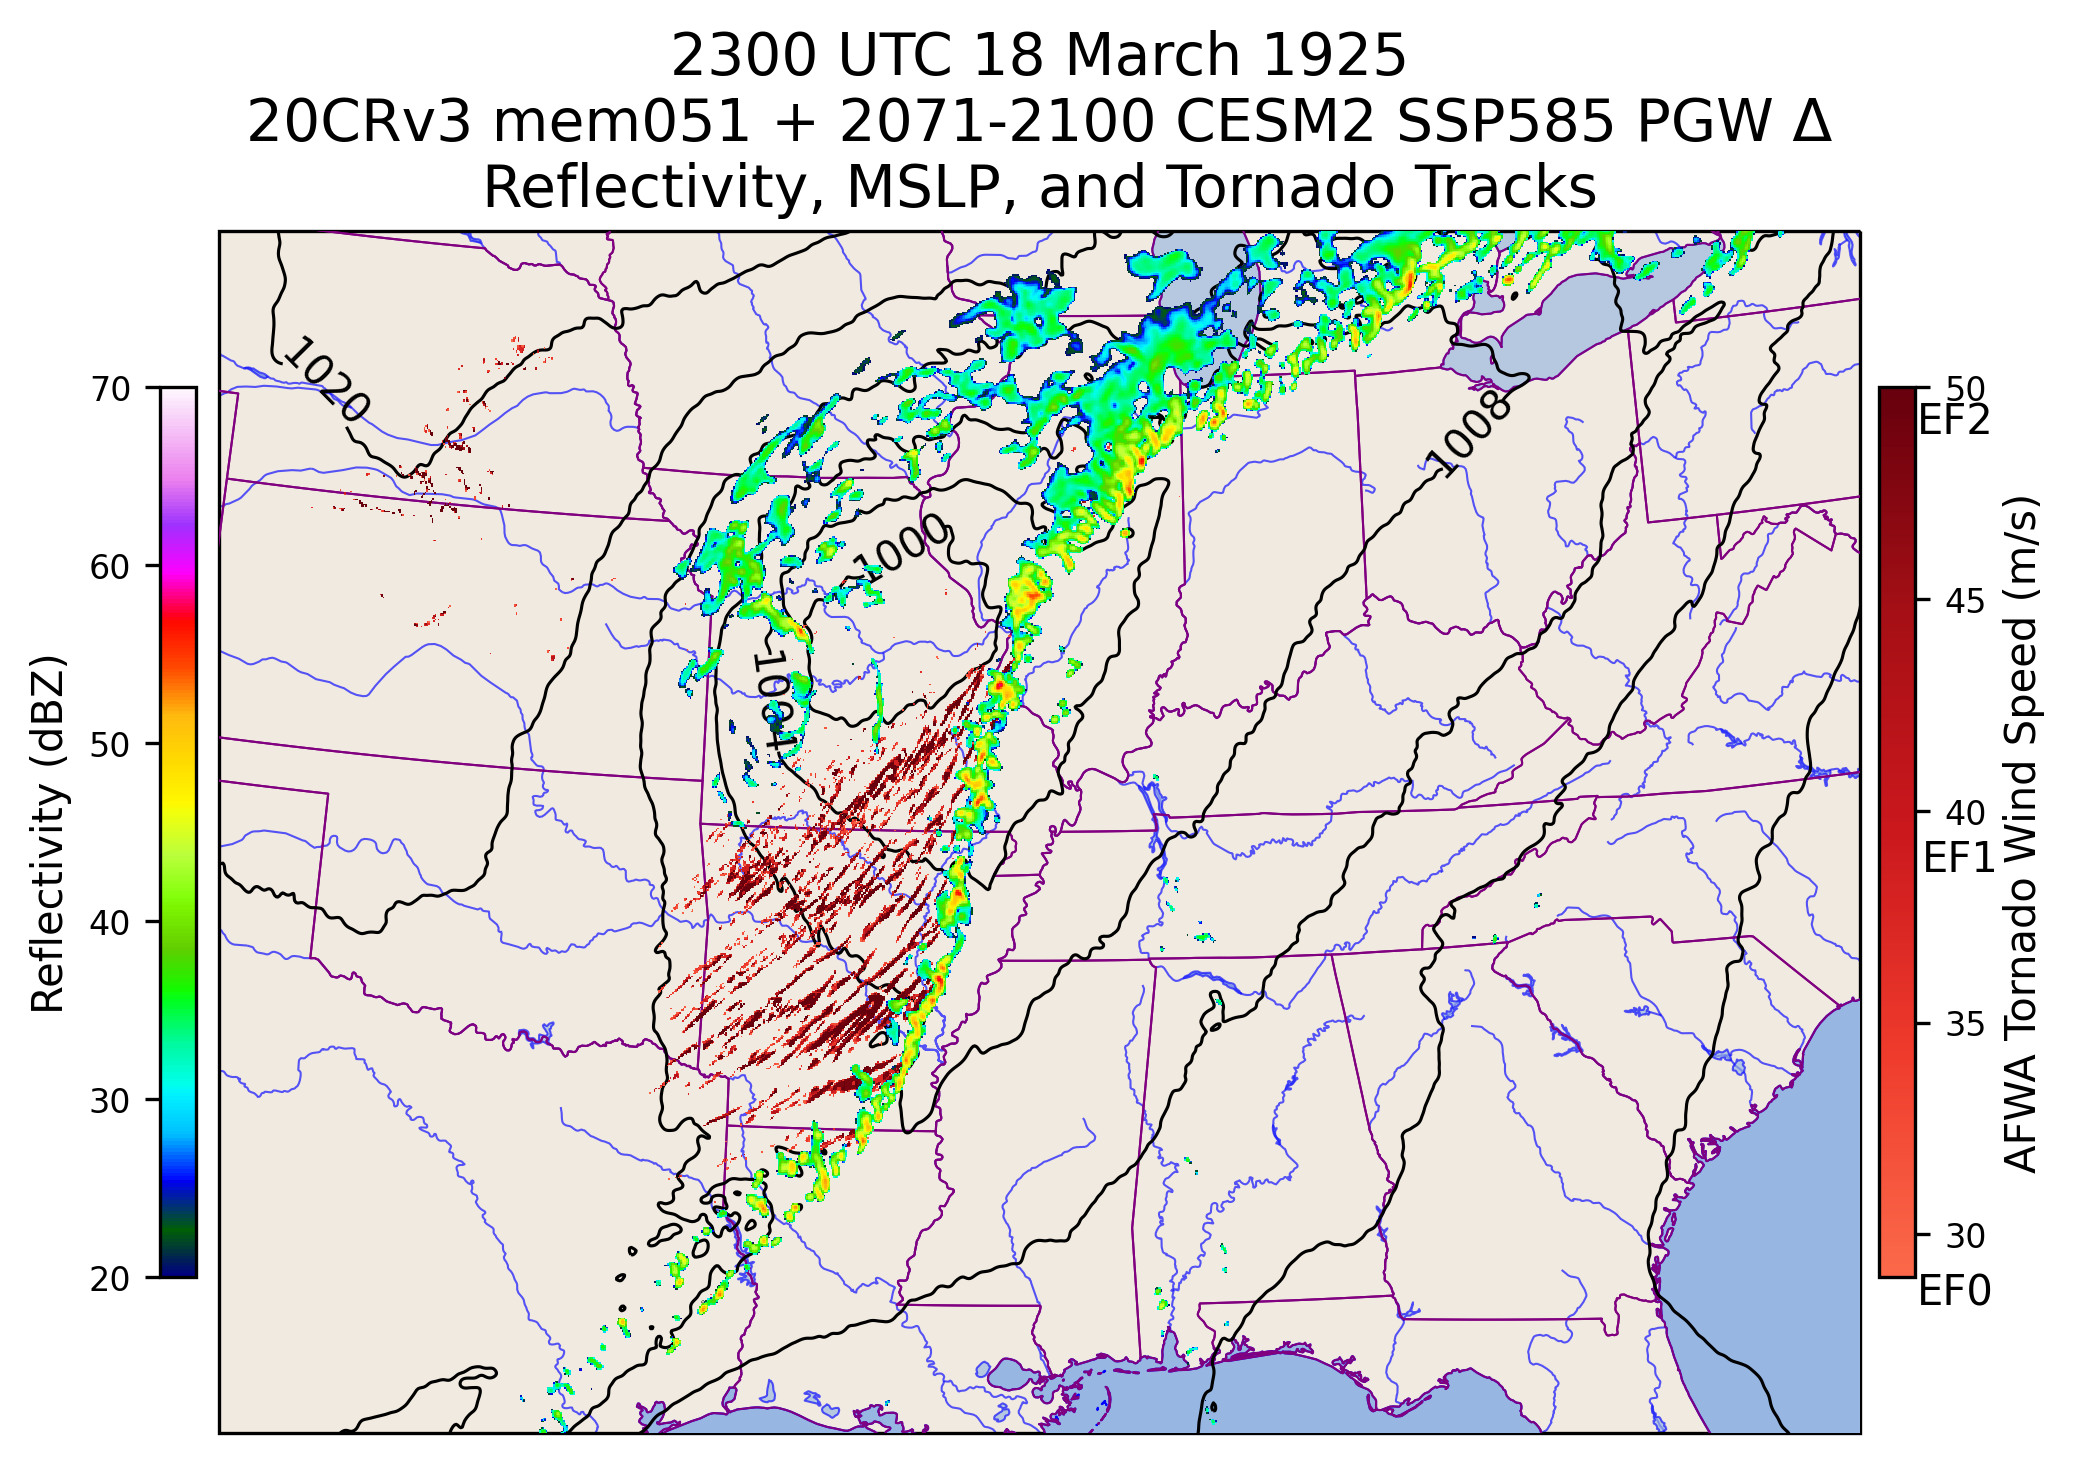 2300 UTC 18 March 1925
20CRv3 mem051 + 2071-2100 CESM2 SSP585 PGW Δ
Reflectivity, MSLP, and Tornado Tracks
1020
1008
1000
1004
70
60
50
40
30
20
Reflectivity (dBZ)
50
EF2
45
40
EF1
35
30
EF0
AFWA Tornado Wind Speed (m/s)